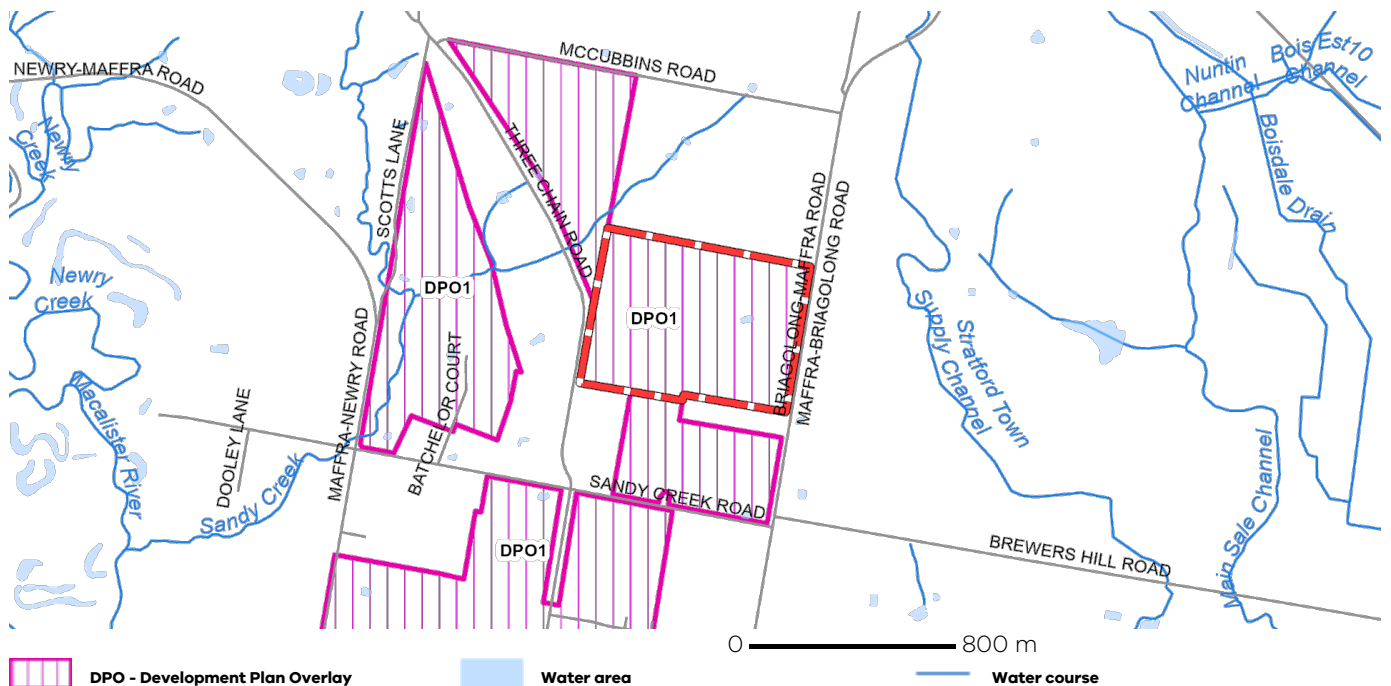 MCCUBBINS ROAD
NEWRY-MAFFRA ROAD
Nuntin
Channel
Bois Est10
Channel
Newry
Creek
SCOTTS LANE
THREE CHAIN ROAD
Boisdale Drain
BRIAGOLONG-MAFFRA ROAD
MAFFRA-BRIAGOLONG ROAD
Newry
Creek
DPO1
DPO1
Supply Channel
Stratford Town
MAFFRA-NEWRY ROAD
BATCHELOR COURT
Macalister River
DOOLEY LANE
Sandy Creek
SANDY CREEK ROAD
Main Sale Channel
DPO1
BREWERS HILL ROAD
0 800 m
DPO - Development Plan Overlay
Water area
Water course